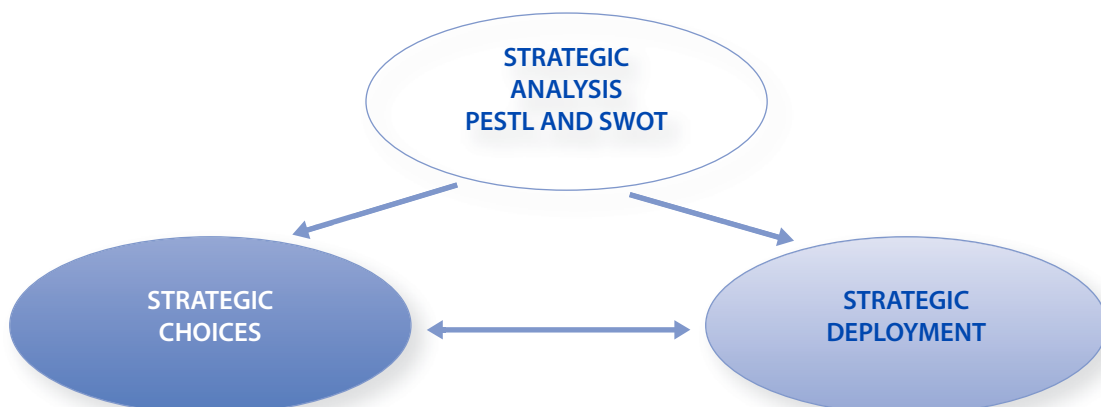 STRATEGIC
ANALYSIS
PESTL AND SWOT
STRATEGIC
CHOICES
STRATEGIC
DEPLOYMENT